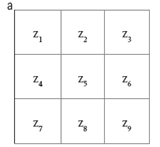 a
Z₁ Z₂ Z₃
Z₄ Z₅ Z₆
Z₇ Z₈ Z₉